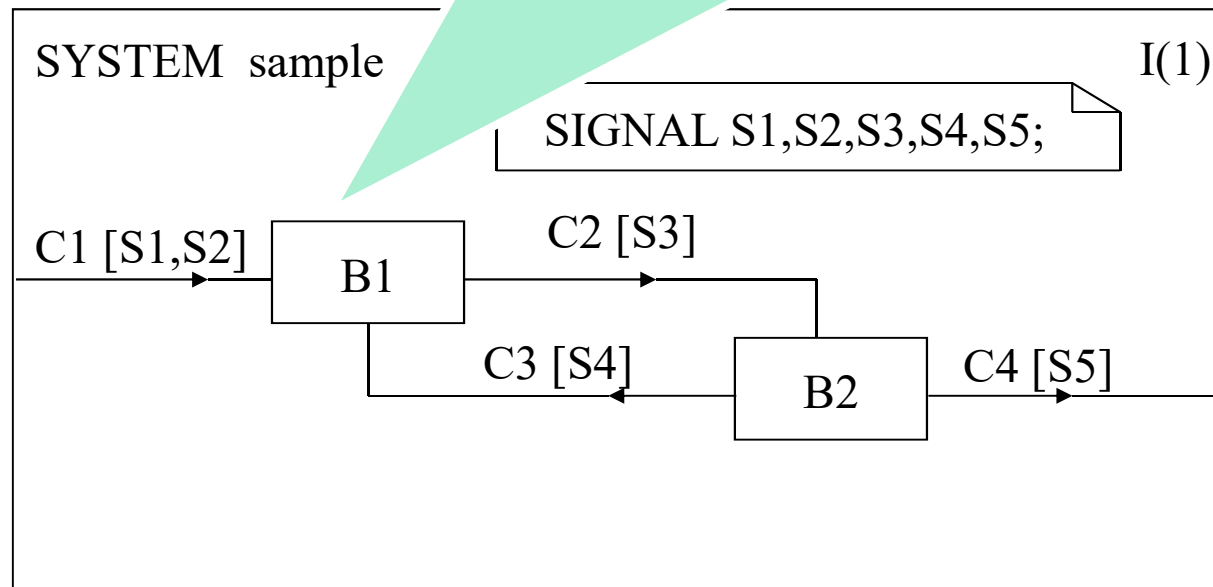 SYSTEM sample
I(1)
SIGNAL S1,S2,S3,S4,S5;
C1 [S1,S2]
B1
C2 [S3]
C3 [S4]
B2
C4 [S5]